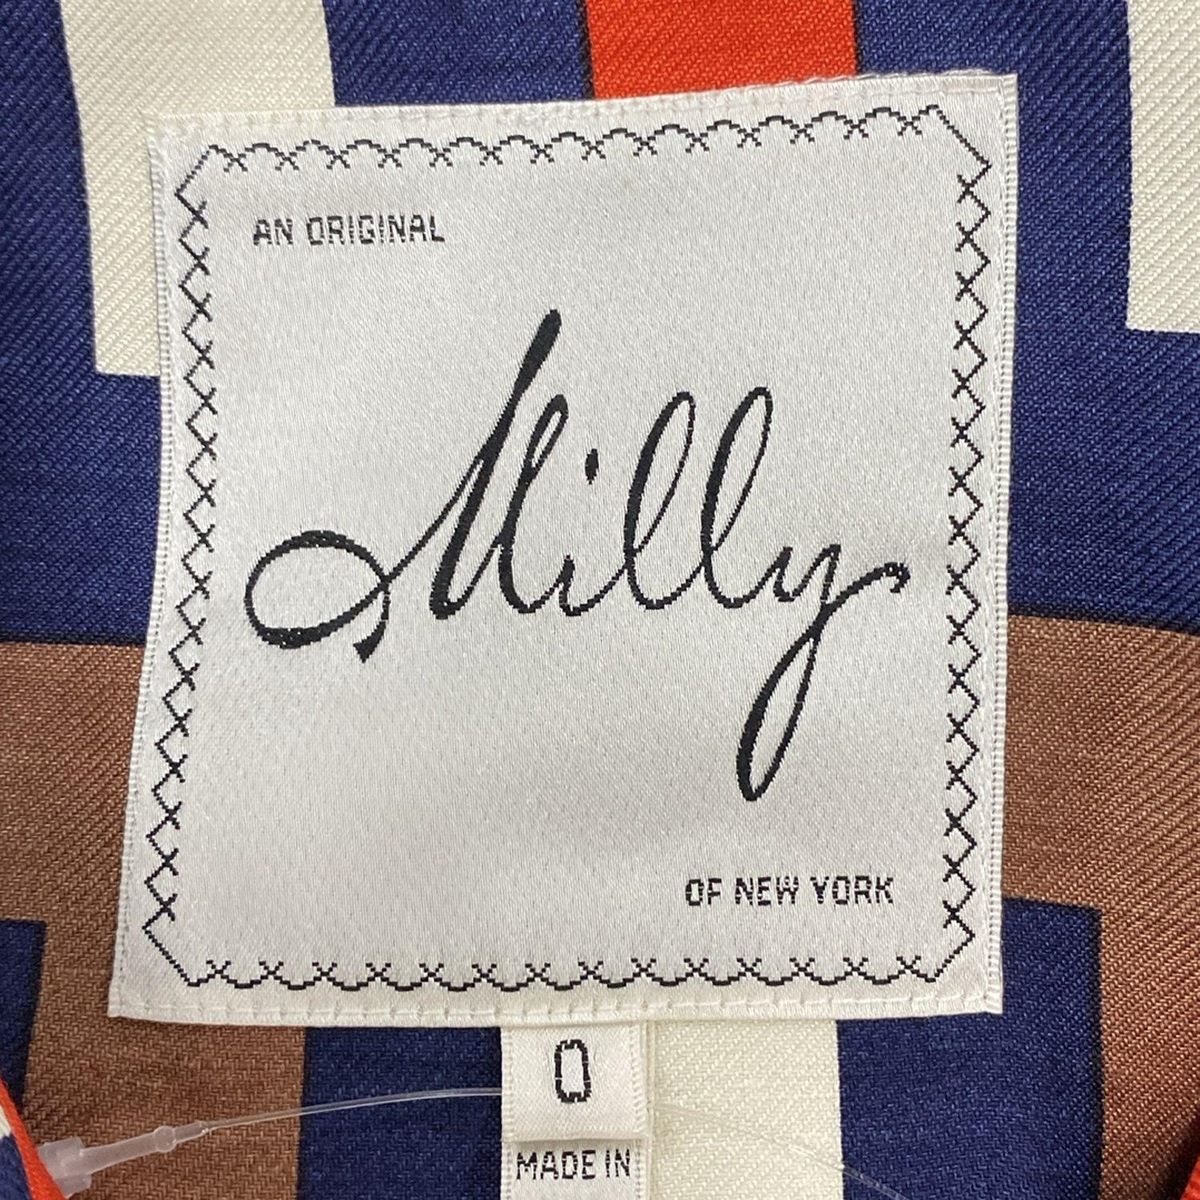 AN ORIGINAL
Milly
OF NEW YORK
0
MADE IN